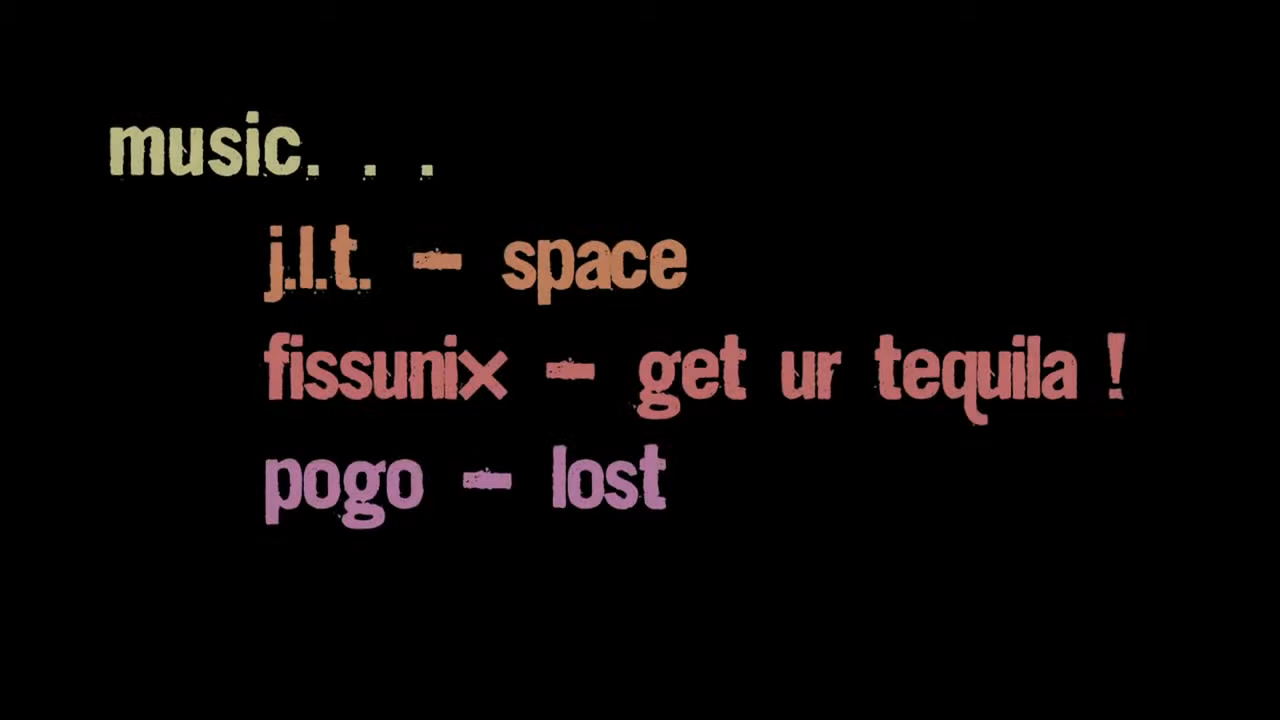 music. . .
j.l.t. - space
fissunix - get ur tequila !
pogo - lost